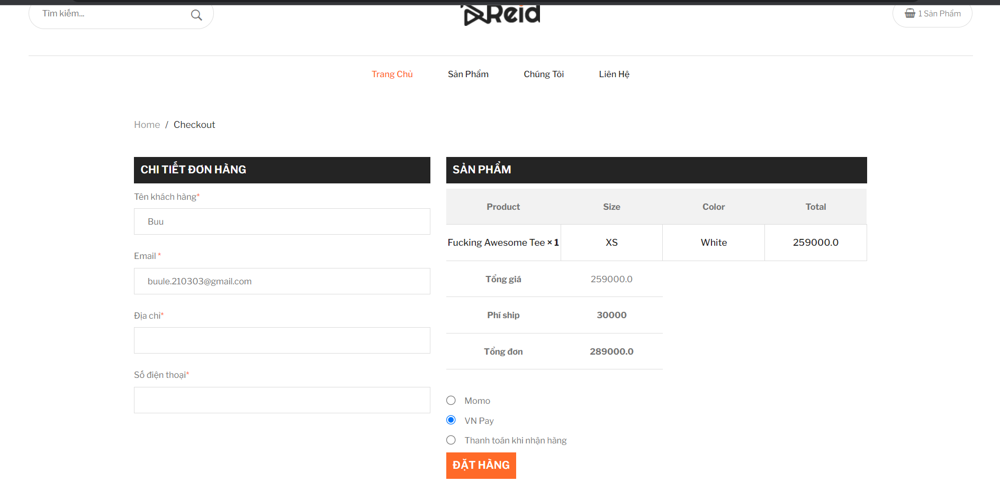 Tìm kiếm...
Reid
1 Sản Phẩm
Trang Chủ
Sản Phẩm
Chúng Tôi
Liên Hệ
Home / Checkout
CHI TIẾT ĐƠN HÀNG
Tên khách hàng*
Buu
Email *
buule.210303@gmail.com
Địa chỉ*
Số điện thoại*
SẢN PHẨM
Product Size Color Total
Fucking Awesome Tee × 1 XS White 259000.0
Tổng giá 259000.0
Phí ship 30000
Tổng đơn 289000.0
Momo
VN Pay
Thanh toán khi nhận hàng
ĐẶT HÀNG